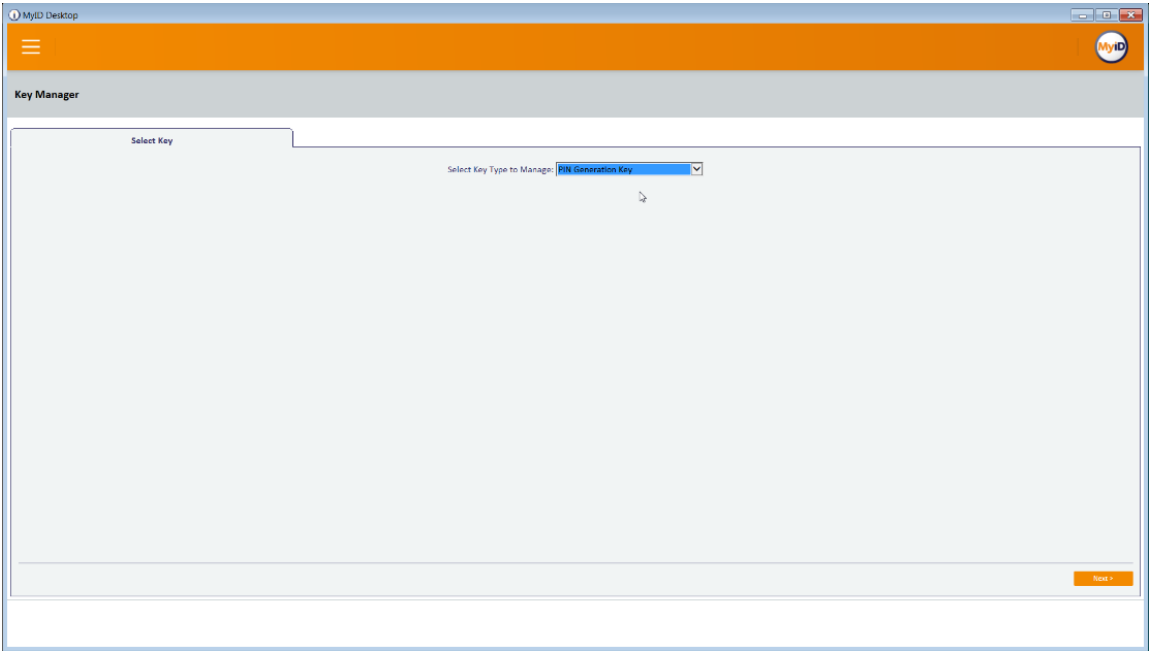 MyID Desktop
MyID
Key Manager
Select Key
Select Key Type to Manage: PIN Generation Key
Next >